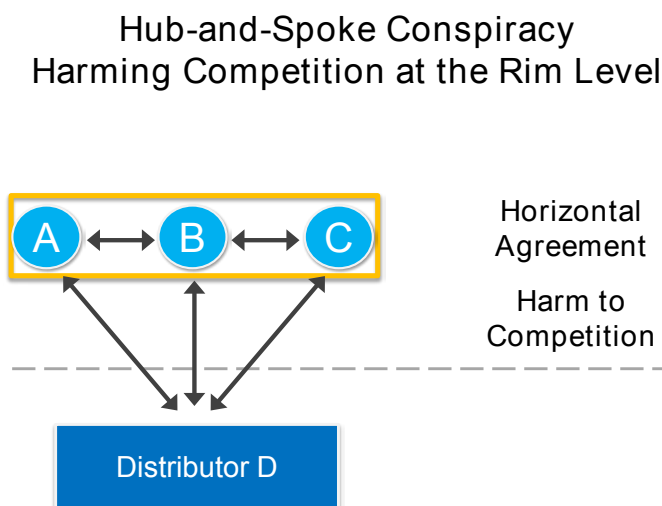 Hub-and-Spoke Conspiracy
Harming Competition at the Rim Level
A
B
C
Horizontal
Agreement
Harm to
Competition
Distributor D